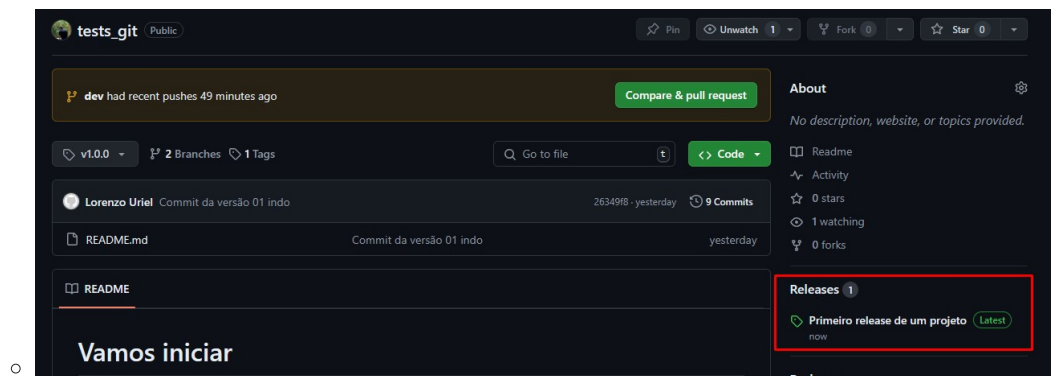 tests_git Public
Pin Unwatch 1 Fork 0 Star 0
dev had recent pushes 49 minutes ago Compare & pull request
v1.0.0 2 Branches 1 Tags Go to file t Code
Lorenzo Uriel Commit da versão 01 indo 26349f8 · yesterday 9 Commits
README.md Commit da versão 01 indo yesterday
README
Vamos iniciar
About
No description, website, or topics provided.
Readme
Activity
0 stars
1 watching
0 forks
Releases 1
Primeiro release de um projeto Latest
now